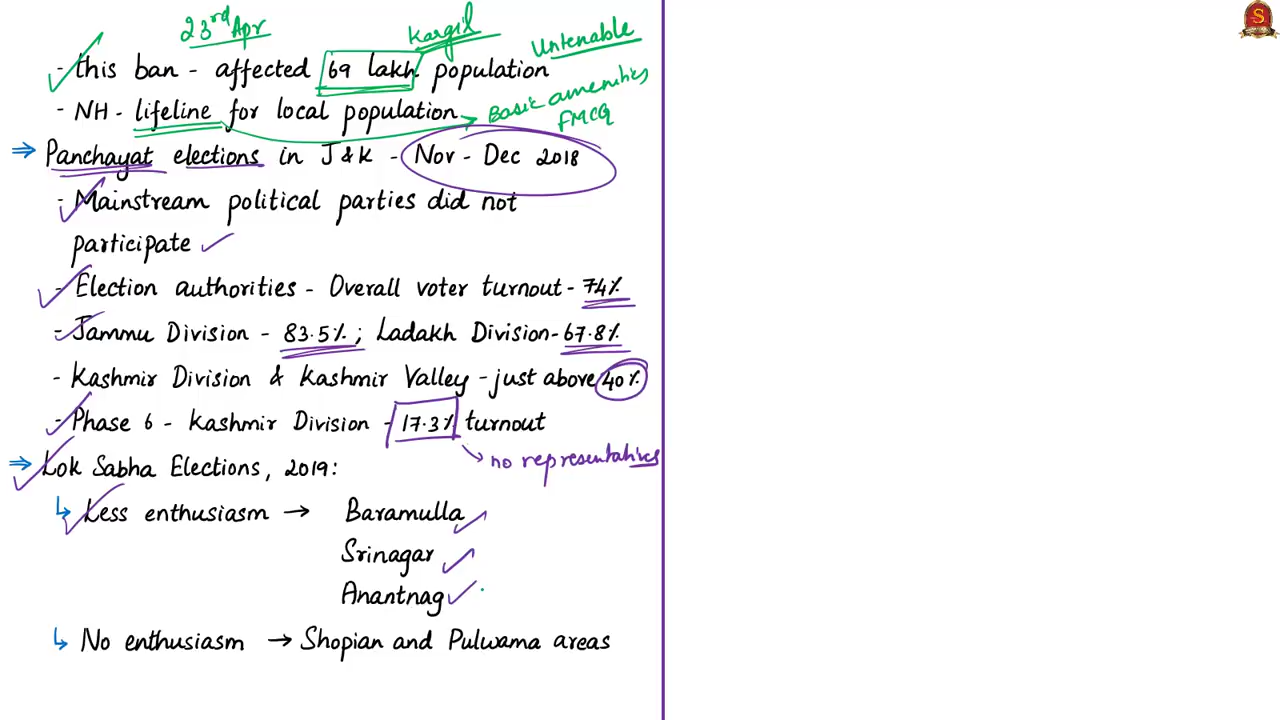 23rd Apr
Kargil
Untenable
- this ban - affected 69 lakh population
- NH - lifeline for local population
Basic amenities
FMCG
⇒ Panchayat elections in J & K - Nov - Dec 2018
- Mainstream political parties did not
participate
- Election authorities - Overall voter turnout - 74%
- Jammu Division - 83.5% ; Ladakh Division - 67.8%
- Kashmir Division & Kashmir Valley - just above 40%
- Phase 6 - Kashmir Division - 17.3% turnout
no representatives
⇒ Lok Sabha Elections, 2019:
↳ Less enthusiasm → Baramulla
Srinagar
Anantnag
↳ No enthusiasm → Shopian and Pulwama areas
S